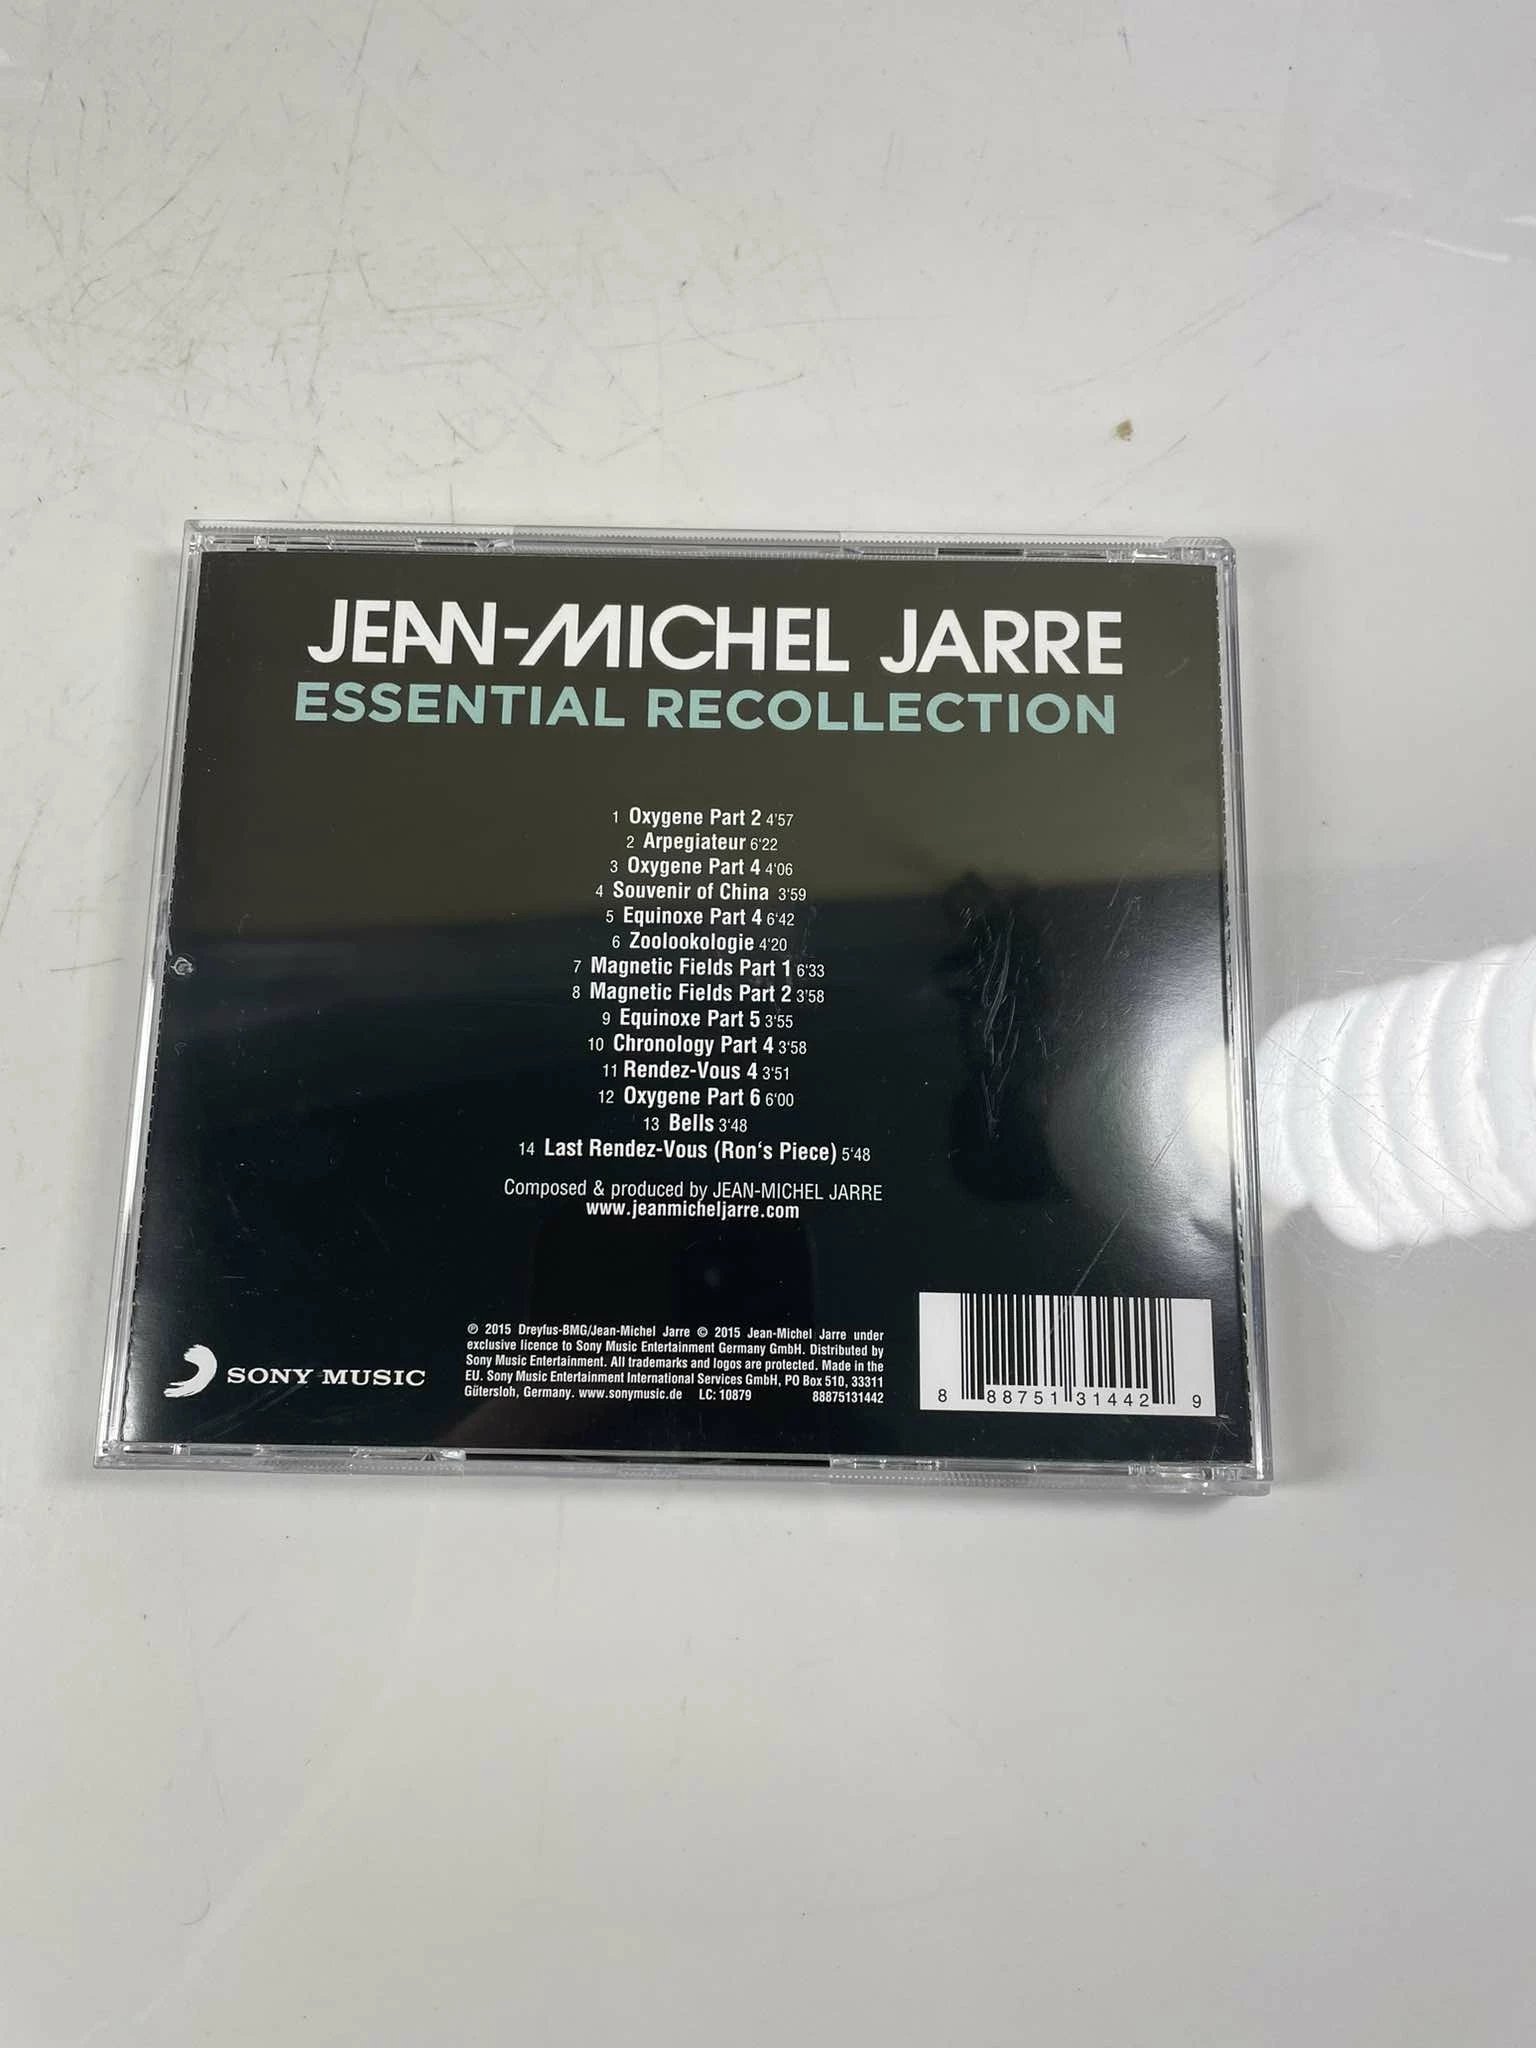 JEAN-MICHEL JARRE
ESSENTIAL RECOLLECTION
1 Oxygene Part 2 4'57
2 Arpegiateur 6'22
3 Oxygene Part 4 4'06
4 Souvenir of China 3'59
5 Equinoxe Part 4 6'42
6 Zoolookologie 4'20
7 Magnetic Fields Part 1 6'33
8 Magnetic Fields Part 2 3'58
9 Equinoxe Part 5 3'55
10 Chronology Part 4 3'58
11 Rendez-Vous 4 3'51
12 Oxygene Part 6 6'00
13 Bells 3'48
14 Last Rendez-Vous (Ron's Piece) 5'48
Composed & produced by JEAN-MICHEL JARRE
www.jeanmicheljarre.com
SONY MUSIC
℗ 2015 Dreyfus-BMG/Jean-Michel Jarre © 2015 Jean-Michel Jarre under
exclusive licence to Sony Music Entertainment Germany GmbH. Distributed by
Sony Music Entertainment. All trademarks and logos are protected. Made in the
EU. Sony Music Entertainment International Services GmbH, PO Box 510, 33311
Gütersloh, Germany. www.sonymusic.de LC: 10879 88875131442
8 88751 31442 9